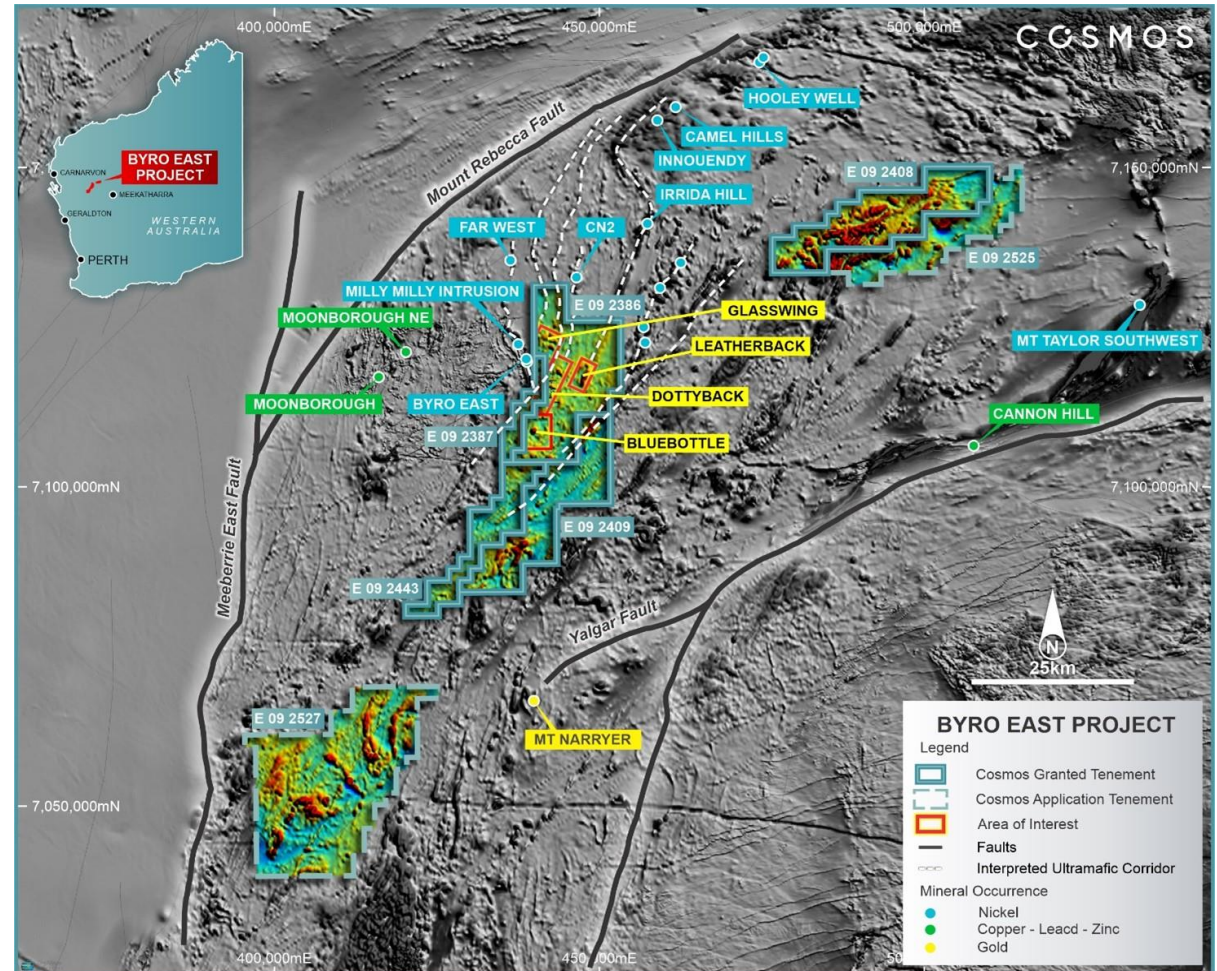 400,000mE
450,000mE
500,000mE
COSMOS
BYRO EAST
PROJECT
CARNARVON
MEEKATHARRA
GERALDTON
WESTERN
AUSTRALIA
PERTH
Mount Rebecca Fault
HOOLEY WELL
CAMEL HILLS
INNOUENDY
IRRIDA HILL
7,150,000mN
E 09 2408
E 09 2525
FAR WEST
CN2
MILLY MILLY INTRUSION
E 09 2386
MOONBOROUGH NE
GLASSWING
LEATHERBACK
MT TAYLOR SOUTHWEST
MOONBOROUGH
BYRO EAST
DOTTYBACK
CANNON HILL
E 09 2387
BLUEBOTTLE
7,100,000mN
7,100,000mN
E 09 2409
Meeberrie East Fault
E 09 2443
Yalgar Fault
N
25km
E 09 2527
MT NARRYER
7,050,000mN
BYRO EAST PROJECT
Legend
Cosmos Granted Tenement
Cosmos Application Tenement
Area of Interest
Faults
Interpreted Ultramafic Corridor
Mineral Occurrence
Nickel
Copper - Leacd - Zinc
Gold
400,000mE